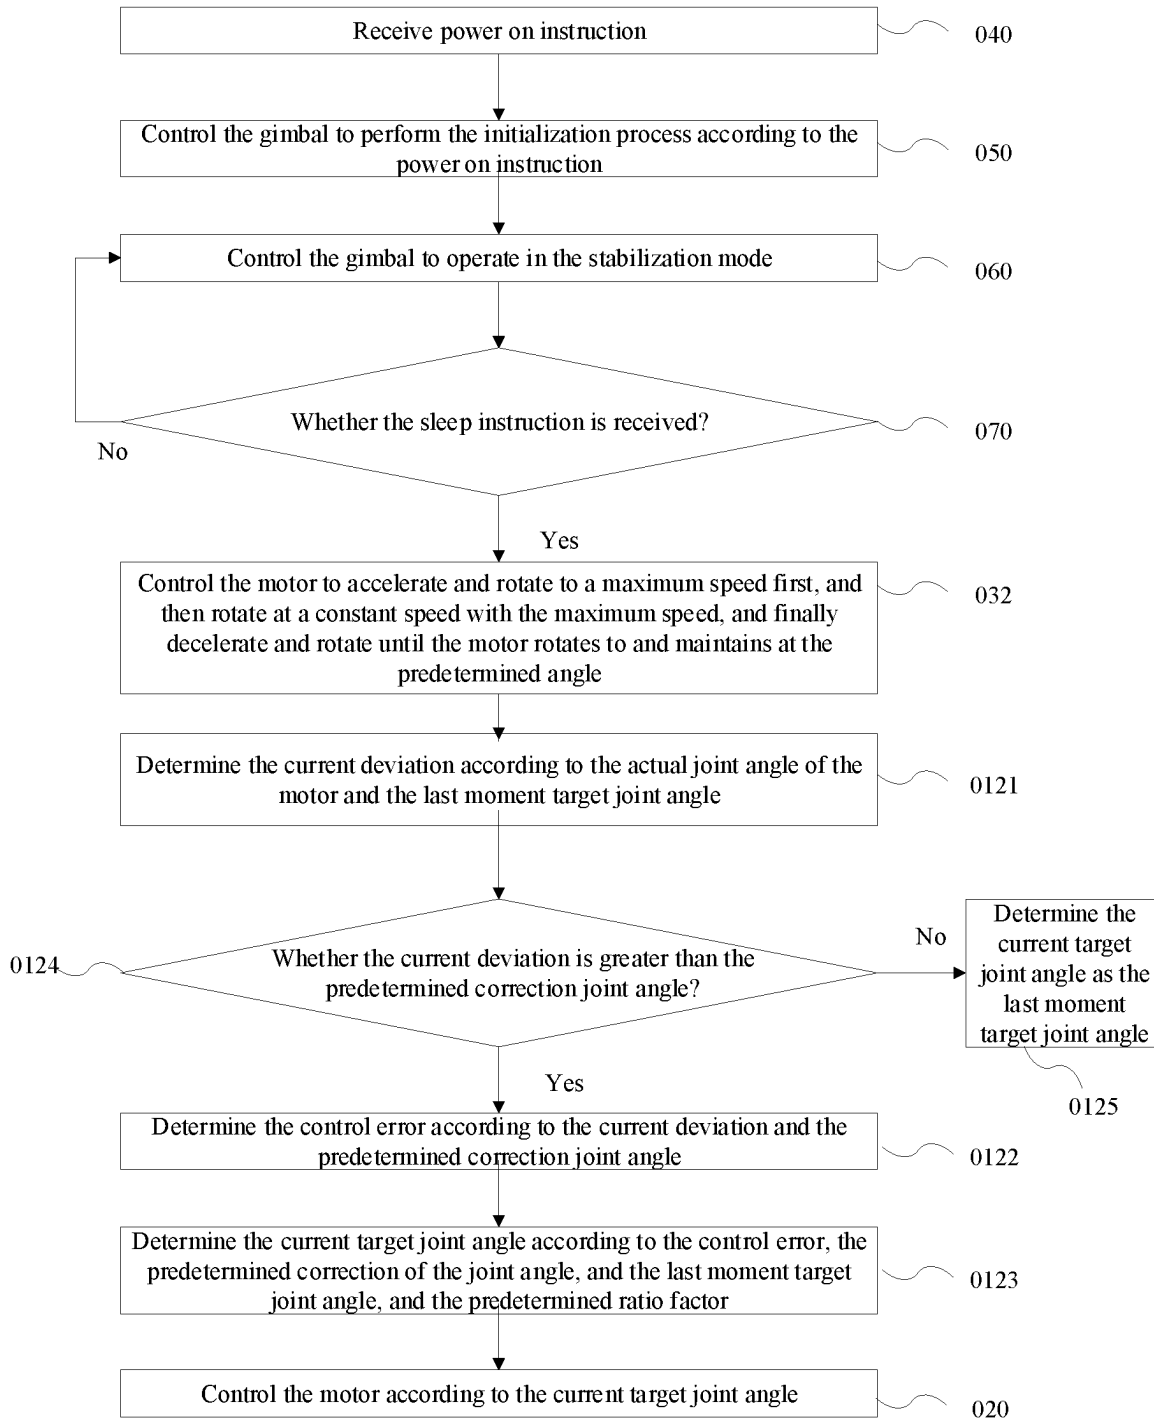 Receive power on instruction
040
Control the gimbal to perform the initialization process according to the
power on instruction
050
Control the gimbal to operate in the stabilization mode
060
Whether the sleep instruction is received?
070
No
Yes
Control the motor to accelerate and rotate to a maximum speed first, and
then rotate at a constant speed with the maximum speed, and finally
decelerate and rotate until the motor rotates to and maintains at the
predetermined angle
032
Determine the current deviation according to the actual joint angle of the
motor and the last moment target joint angle
0121
Whether the current deviation is greater than the
predetermined correction joint angle?
0124
No
Determine the
current target
joint angle as the
last moment
target joint angle
0125
Yes
Determine the control error according to the current deviation and the
predetermined correction joint angle
0122
Determine the current target joint angle according to the control error, the
predetermined correction of the joint angle, and the last moment target
joint angle, and the predetermined ratio factor
0123
Control the motor according to the current target joint angle
020